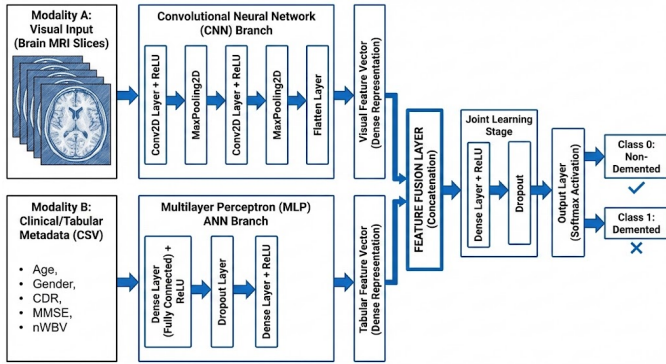 Modality A:
Visual Input
(Brain MRI Slices)
Convolutional Neural Network
(CNN) Branch
Conv2D Layer + ReLU
MaxPooling2D
Conv2D Layer + ReLU
MaxPooling2D
Flatten Layer
Visual Feature Vector
(Dense Representation)
Modality B:
Clinical/Tabular
Metadata (CSV)
• Age,
• Gender,
• CDR,
• MMSE,
• nWBV
Multilayer Perceptron (MLP)
ANN Branch
Dense Layer
(Fully Connected) +
ReLU
Dropout Layer
Dense Layer + ReLU
Tabular Feature Vector
(Dense Representation)
FEATURE FUSION LAYER
(Concatenation)
Joint Learning
Stage
Dense Layer + ReLU
Dropout
Output Layer
(Softmax Activation)
Class 0:
Non-
Demented
Class 1:
Demented